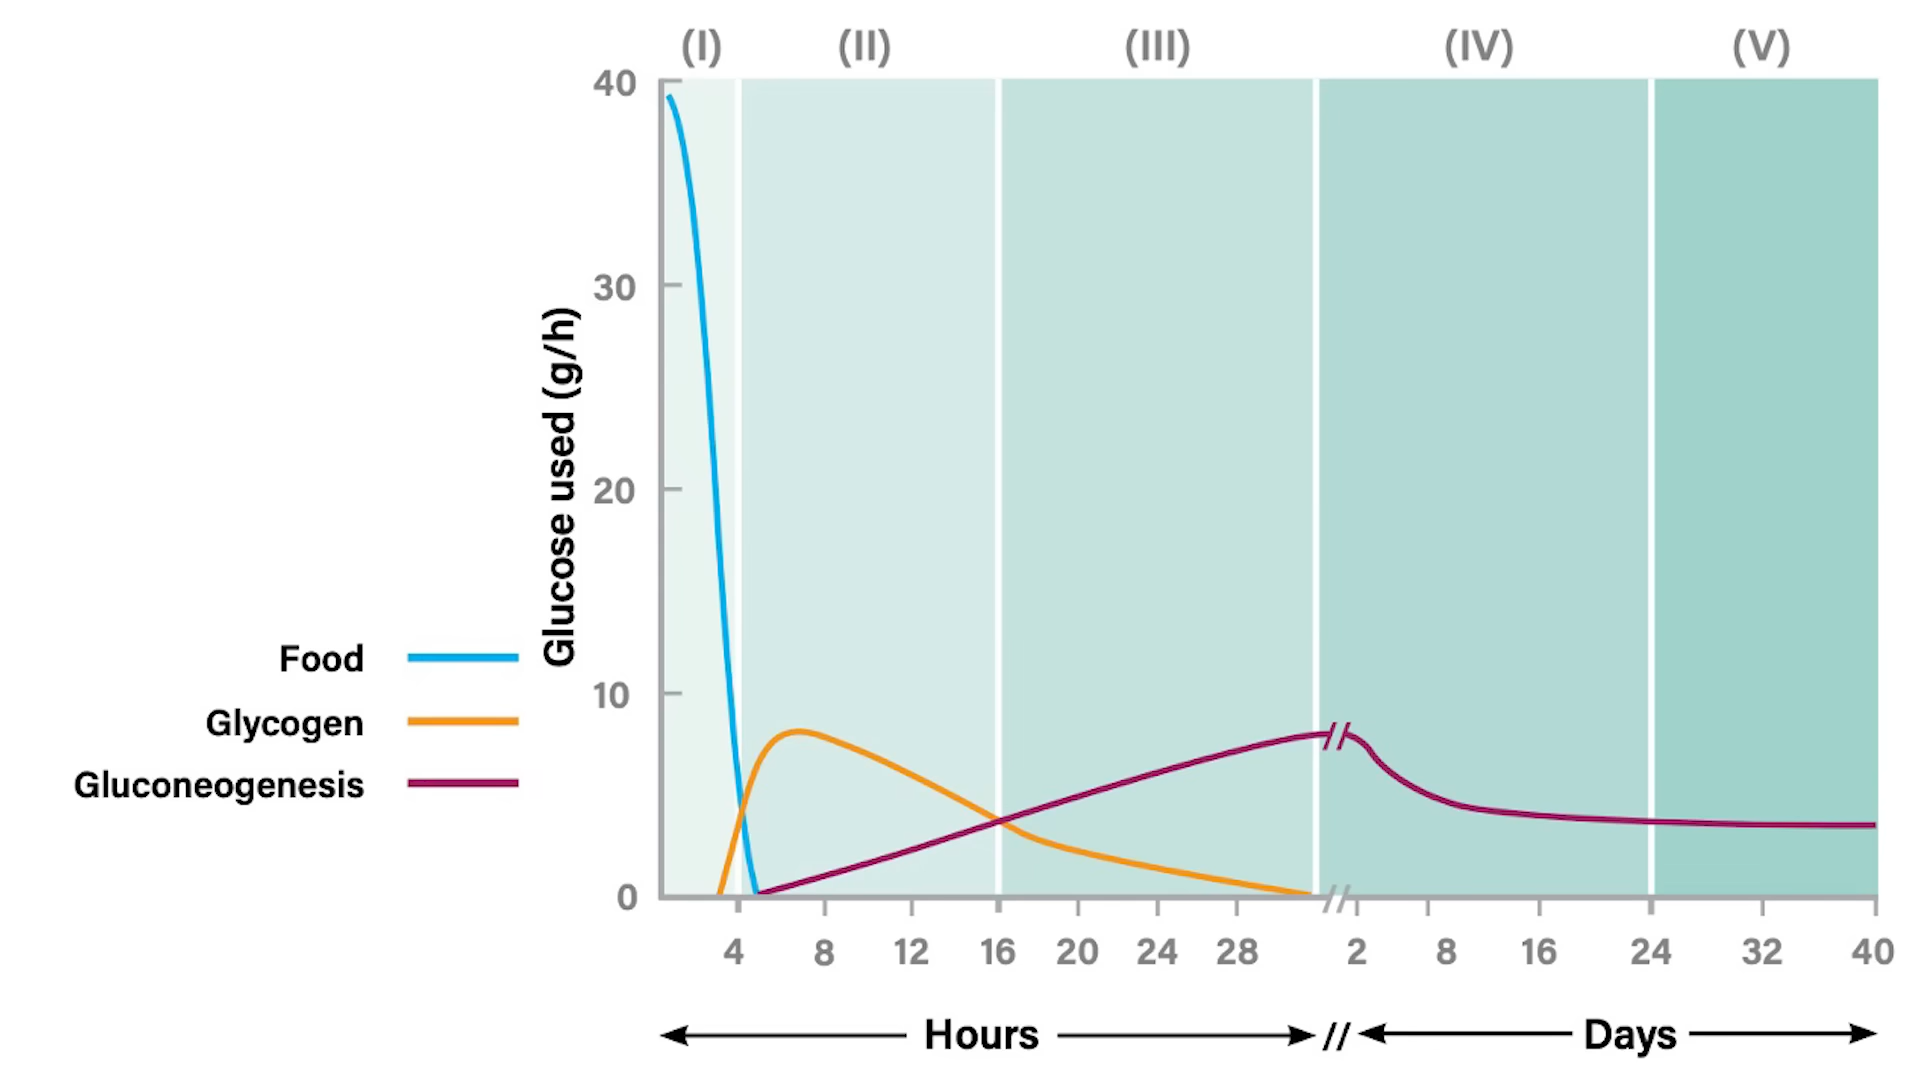 (I) (II) (III) (IV) (V)
40
30
20
10
0
Glucose used (g/h)
Food
Glycogen
Gluconeogenesis
4 8 12 16 20 24 28 // 2 8 16 24 32 40
Hours // Days